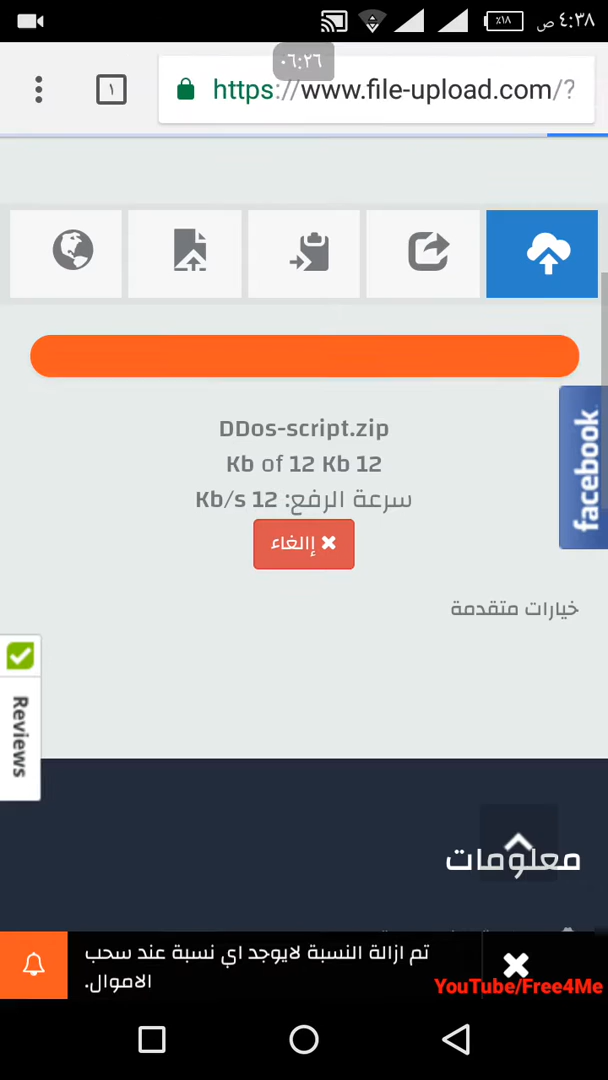 ٤:٣٨ ص
٪١٨
٠٦:٢٦
١
https://www.file-upload.com/?
DDos-script.zip
Kb of 12 Kb 12
سرعة الرفع: 12 Kb/s
إالغاء
facebook
خيارات متقدمة
Reviews
معلومات
تم ازالة النسبة لايوجد اي نسبة عند سحب
الاموال.
YouTube/Free4Me